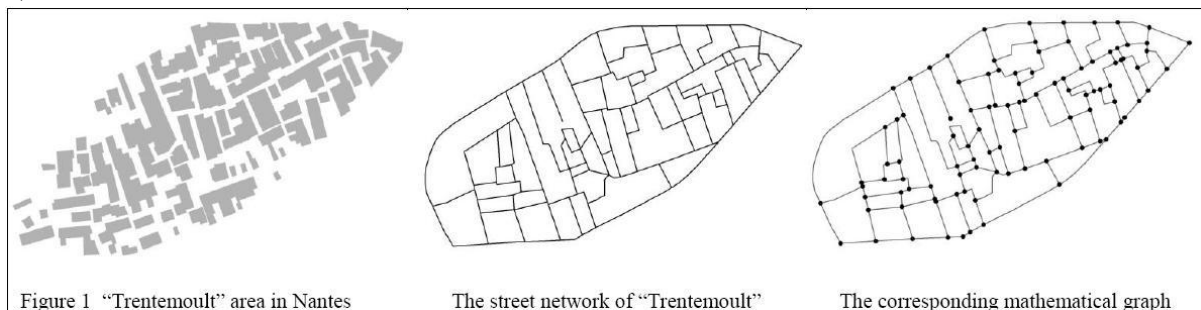 Figure 1 “Trentemoult” area in Nantes
The street network of “Trentemoult”
The corresponding mathematical graph